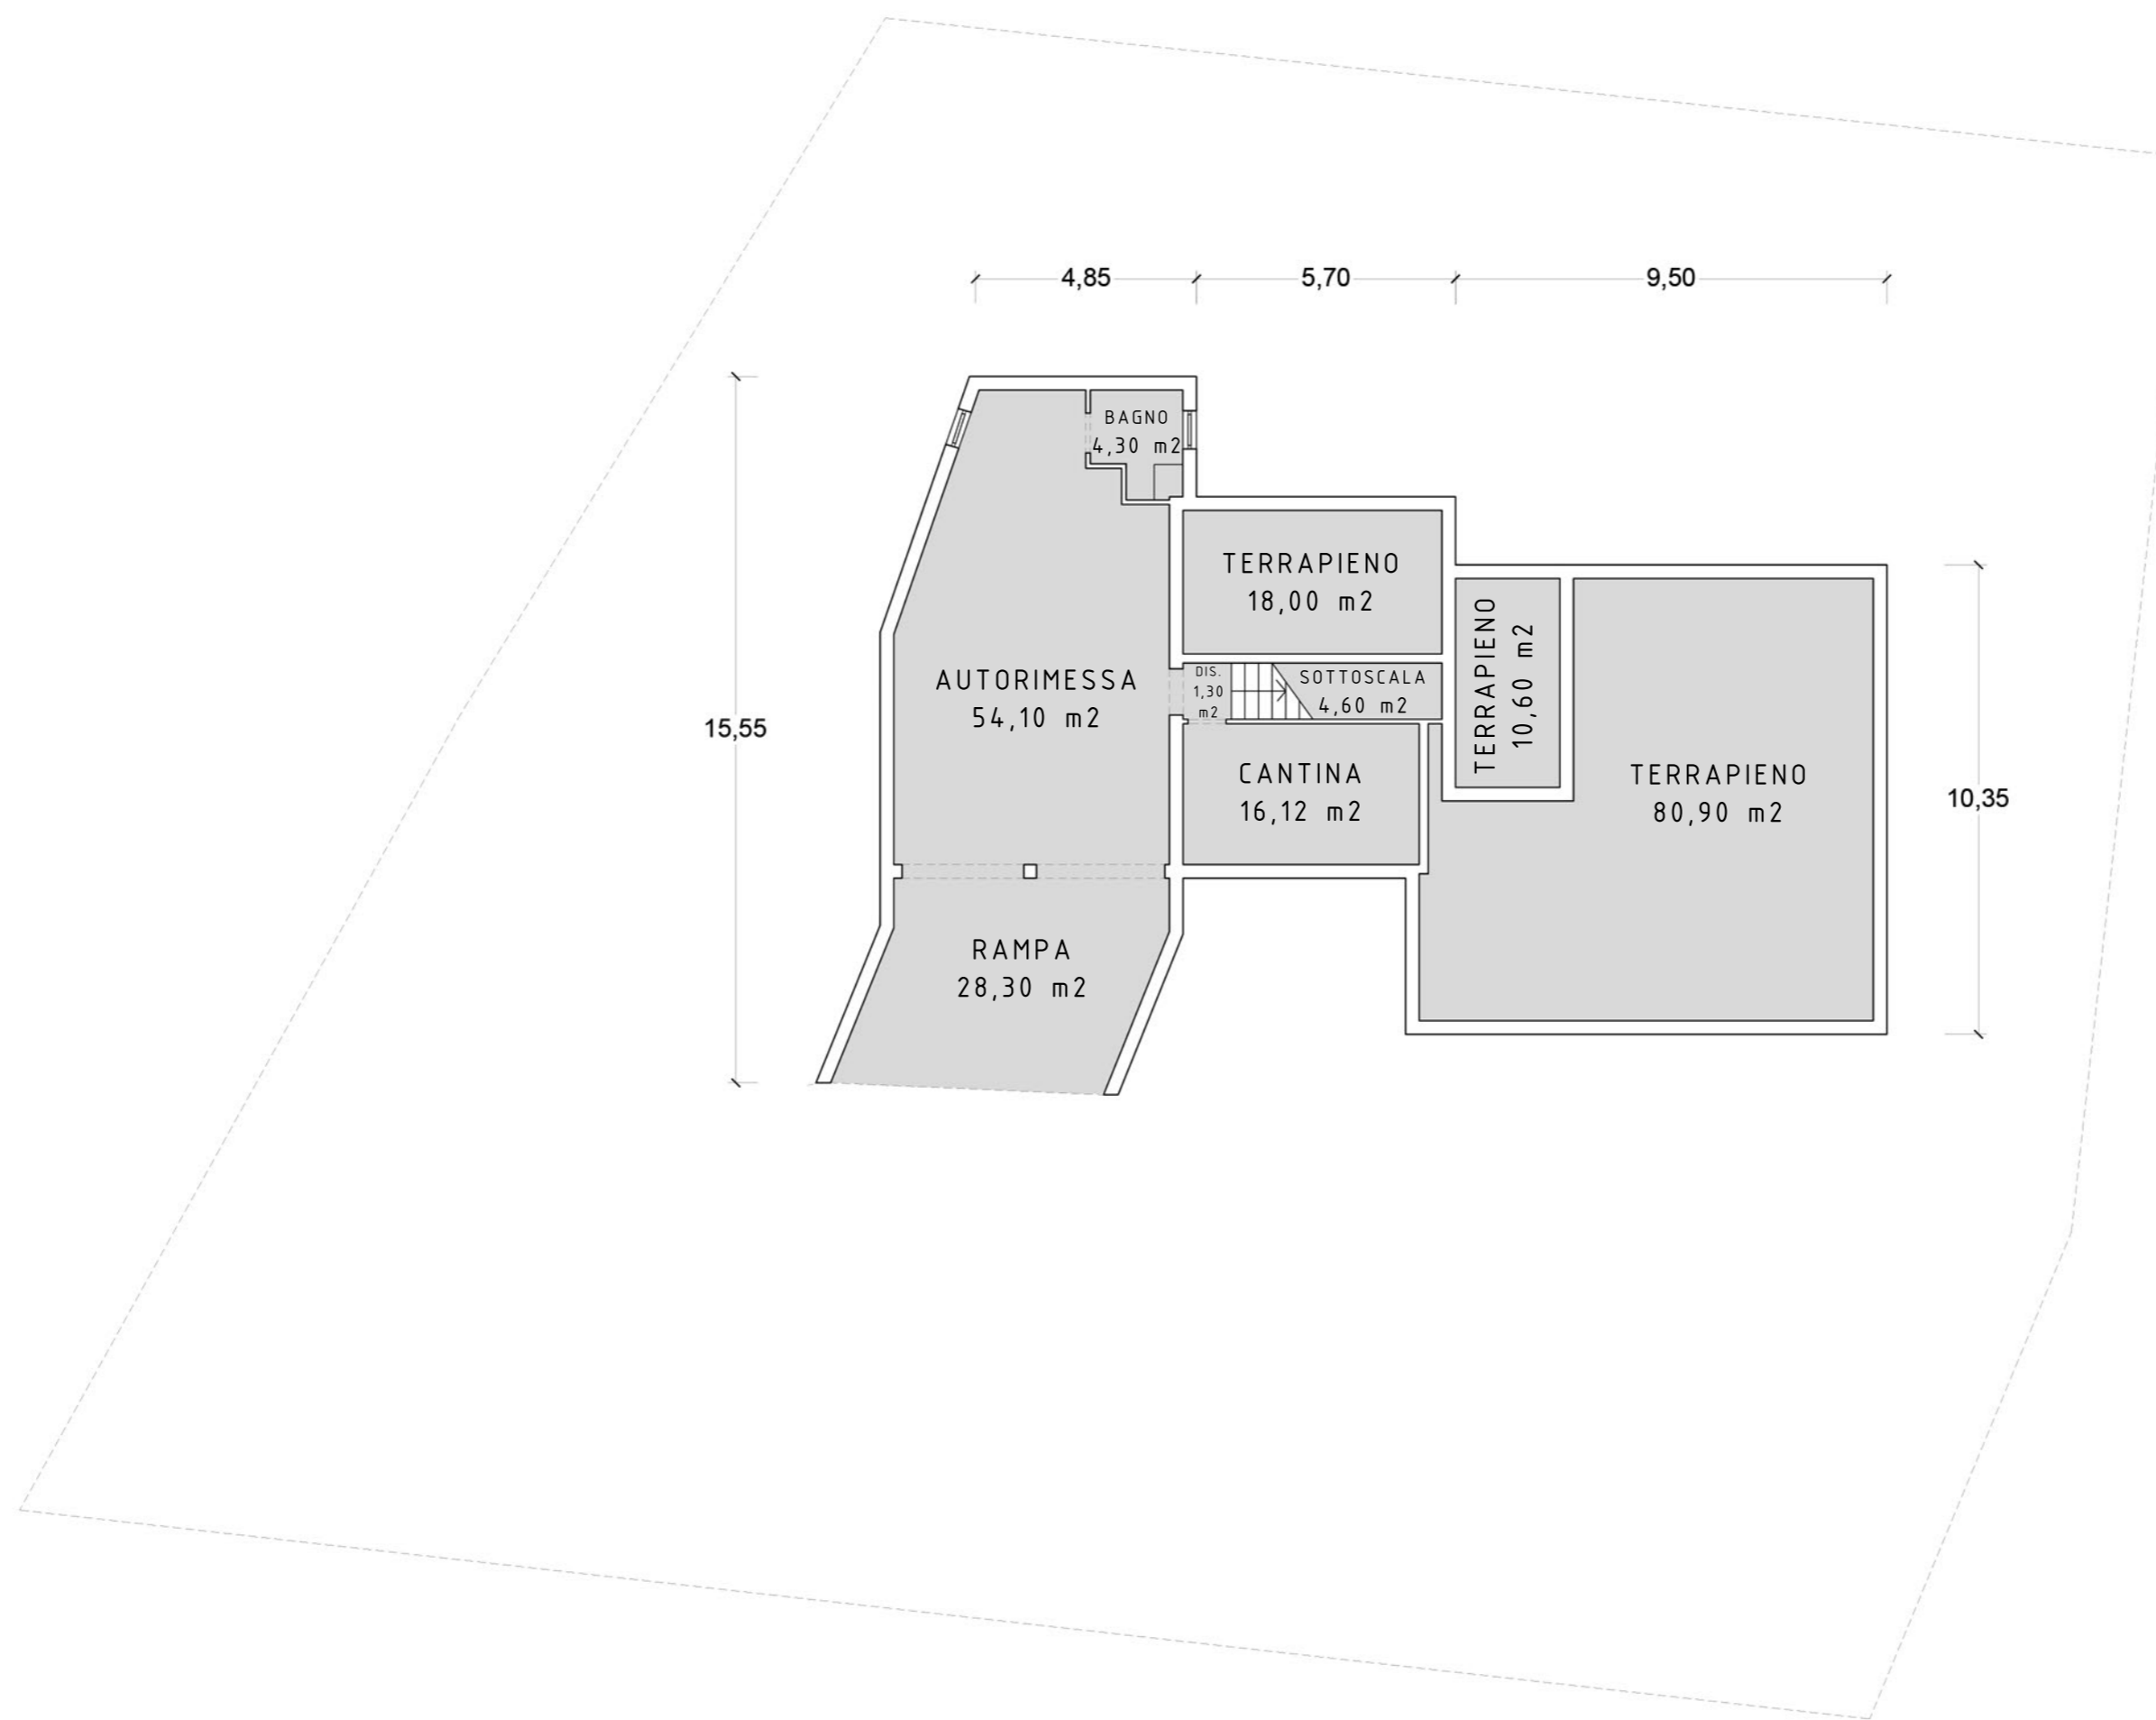 4,85
5,70
9,50
BAGNO
4,30 m2
TERRAPIENO
18,00 m2
TERRAPIENO
10,60 m2
AUTORIMESSA
54,10 m2
DIS.
1,30
m2
SOTTOSCALA
4,60 m2
15,55
CANTINA
16,12 m2
TERRAPIENO
80,90 m2
10,35
RAMPA
28,30 m2